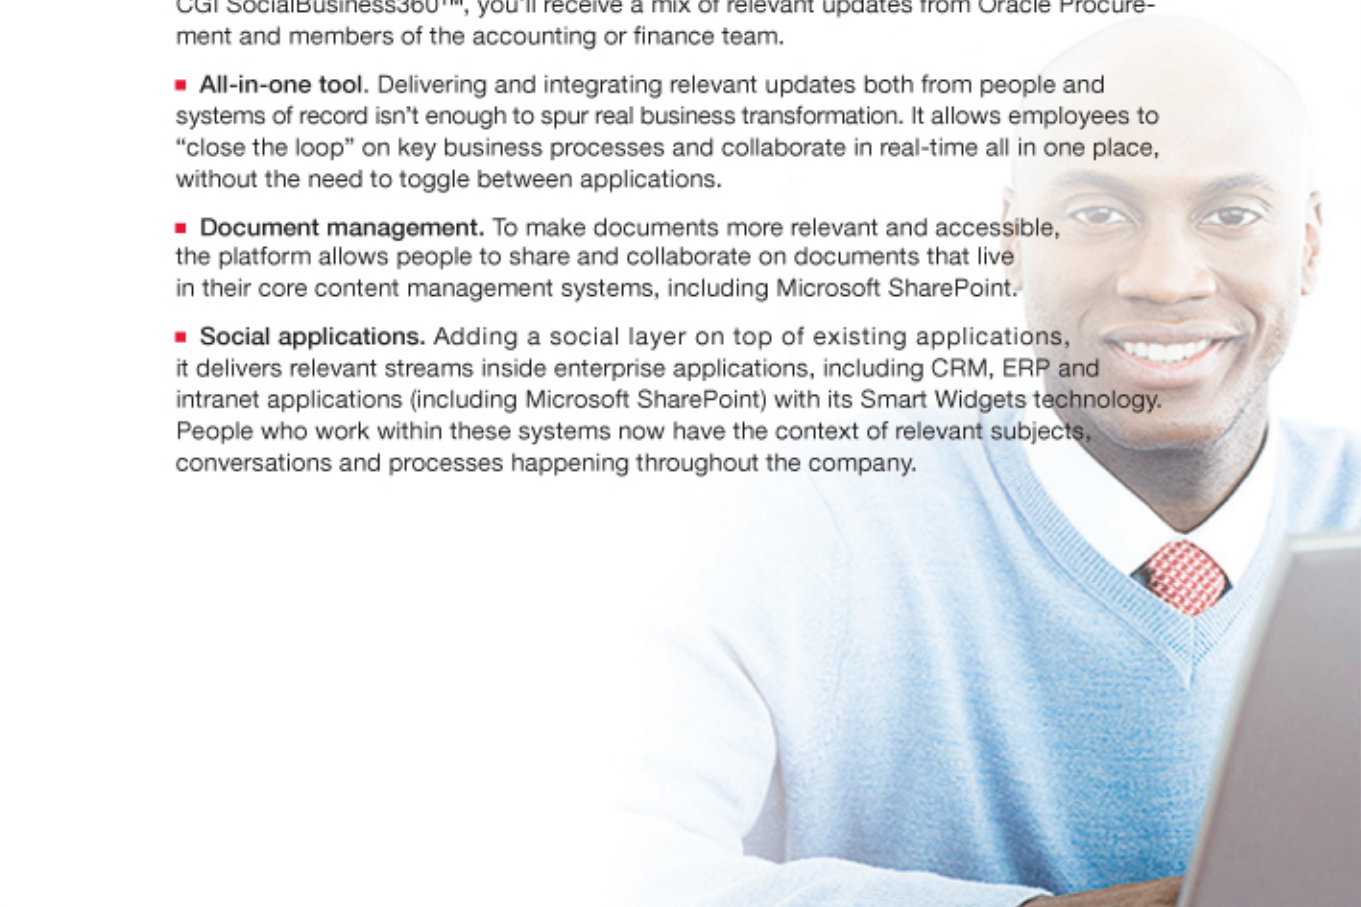 CGI SocialBusiness360™, you’ll receive a mix of relevant updates from Oracle Procure-
ment and members of the accounting or finance team.
■ All-in-one tool. Delivering and integrating relevant updates both from people and
systems of record isn’t enough to spur real business transformation. It allows employees to
“close the loop” on key business processes and collaborate in real-time all in one place,
without the need to toggle between applications.
■ Document management. To make documents more relevant and accessible,
the platform allows people to share and collaborate on documents that live
in their core content management systems, including Microsoft SharePoint.
■ Social applications. Adding a social layer on top of existing applications,
it delivers relevant streams inside enterprise applications, including CRM, ERP and
intranet applications (including Microsoft SharePoint) with its Smart Widgets technology.
People who work within these systems now have the context of relevant subjects,
conversations and processes happening throughout the company.